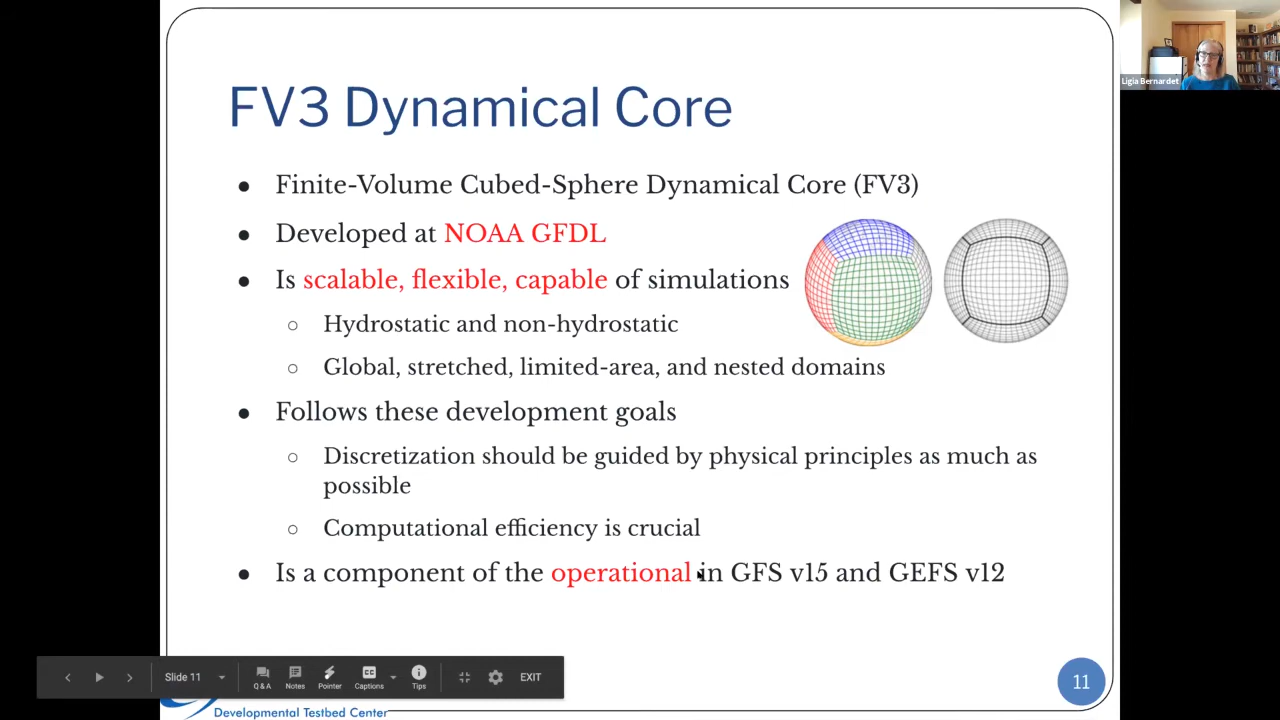 FV3 Dynamical Core
● Finite-Volume Cubed-Sphere Dynamical Core (FV3)
● Developed at NOAA GFDL
● Is scalable, flexible, capable of simulations
○ Hydrostatic and non-hydrostatic
○ Global, stretched, limited-area, and nested domains
● Follows these development goals
○ Discretization should be guided by physical principles as much as
possible
○ Computational efficiency is crucial
● Is a component of the operational in GFS v15 and GEFS v12
Ligia Bernardet
Slide 11
Q & A
Notes
Pointer
Captions
Tips
EXIT
11
Developmental Testbed Center